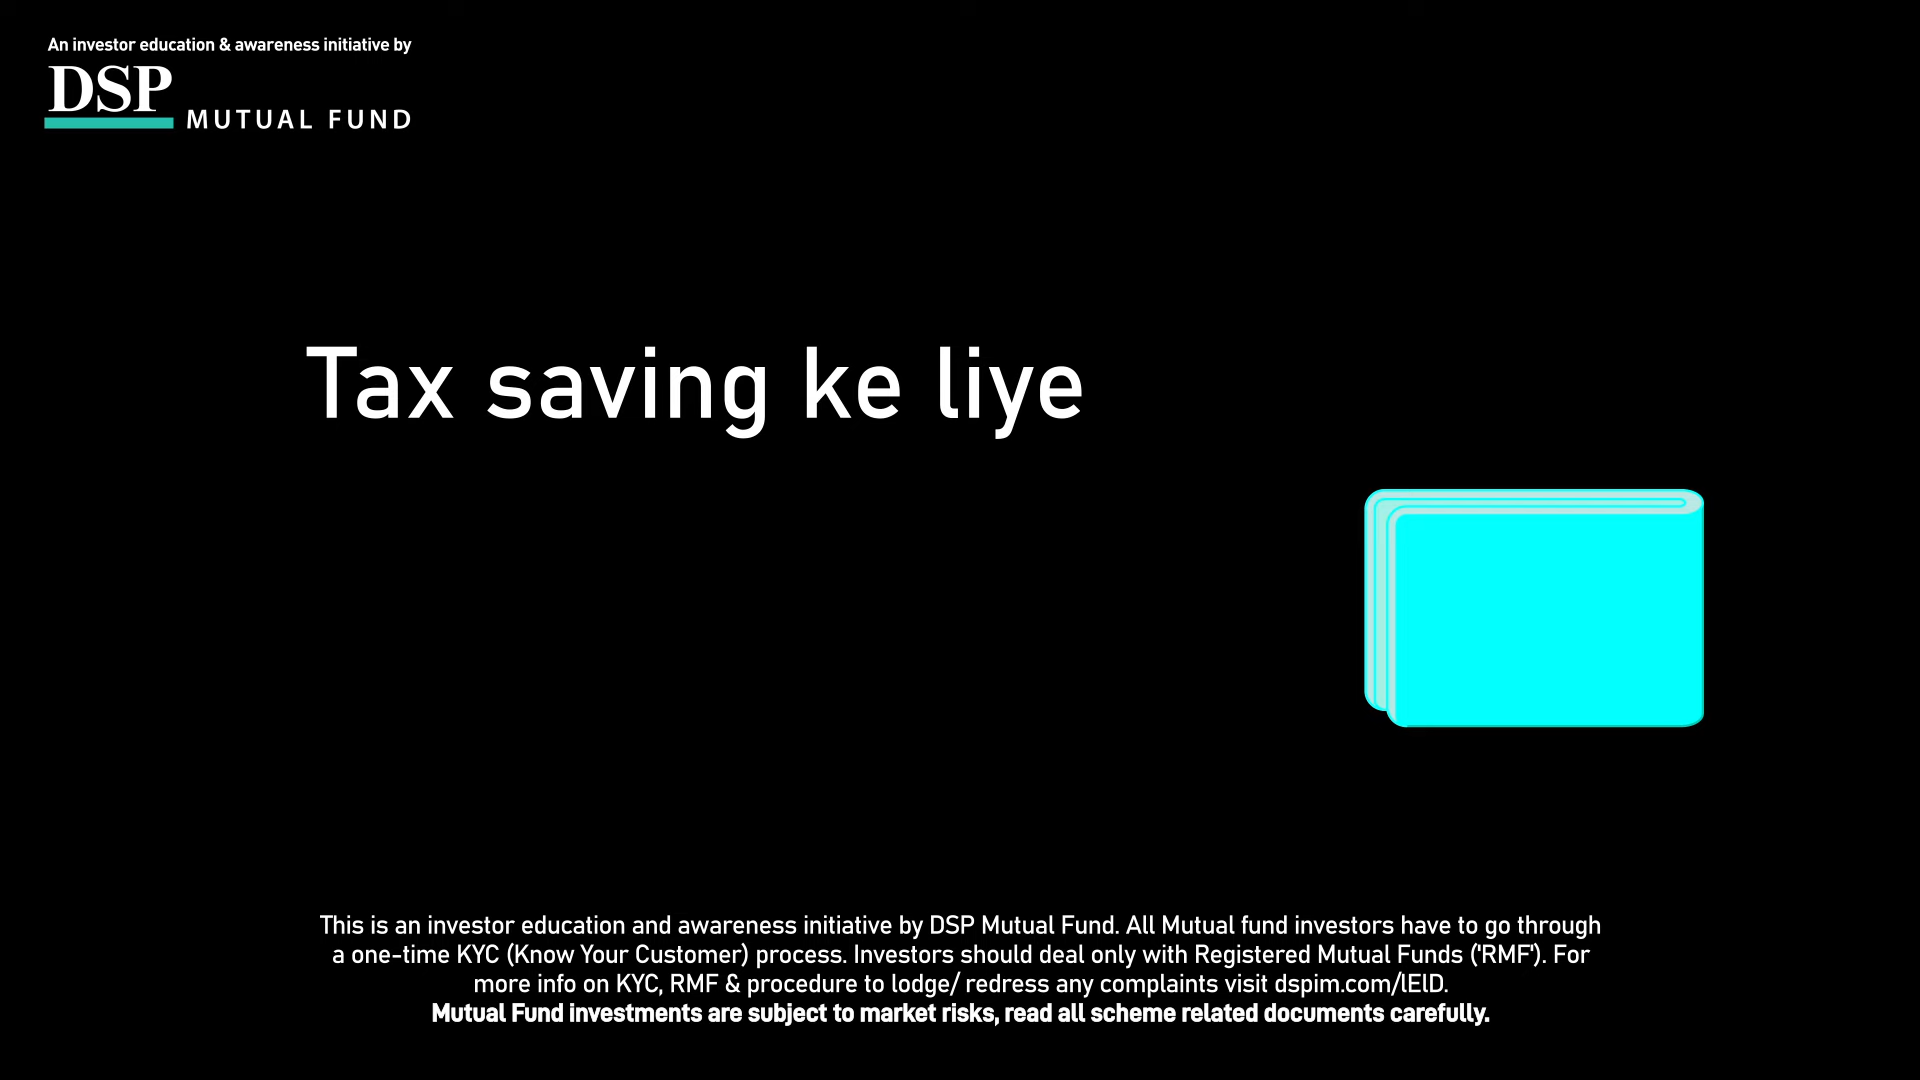 An investor education & awareness initiative by
DSP
MUTUAL FUND
Tax saving ke liye
This is an investor education and awareness initiative by DSP Mutual Fund. All Mutual fund investors have to go through
a one-time KYC (Know Your Customer) process. Investors should deal only with Registered Mutual Funds ('RMF'). For
more info on KYC, RMF & procedure to lodge/ redress any complaints visit dspim.com/IEID.
Mutual Fund investments are subject to market risks, read all scheme related documents carefully.